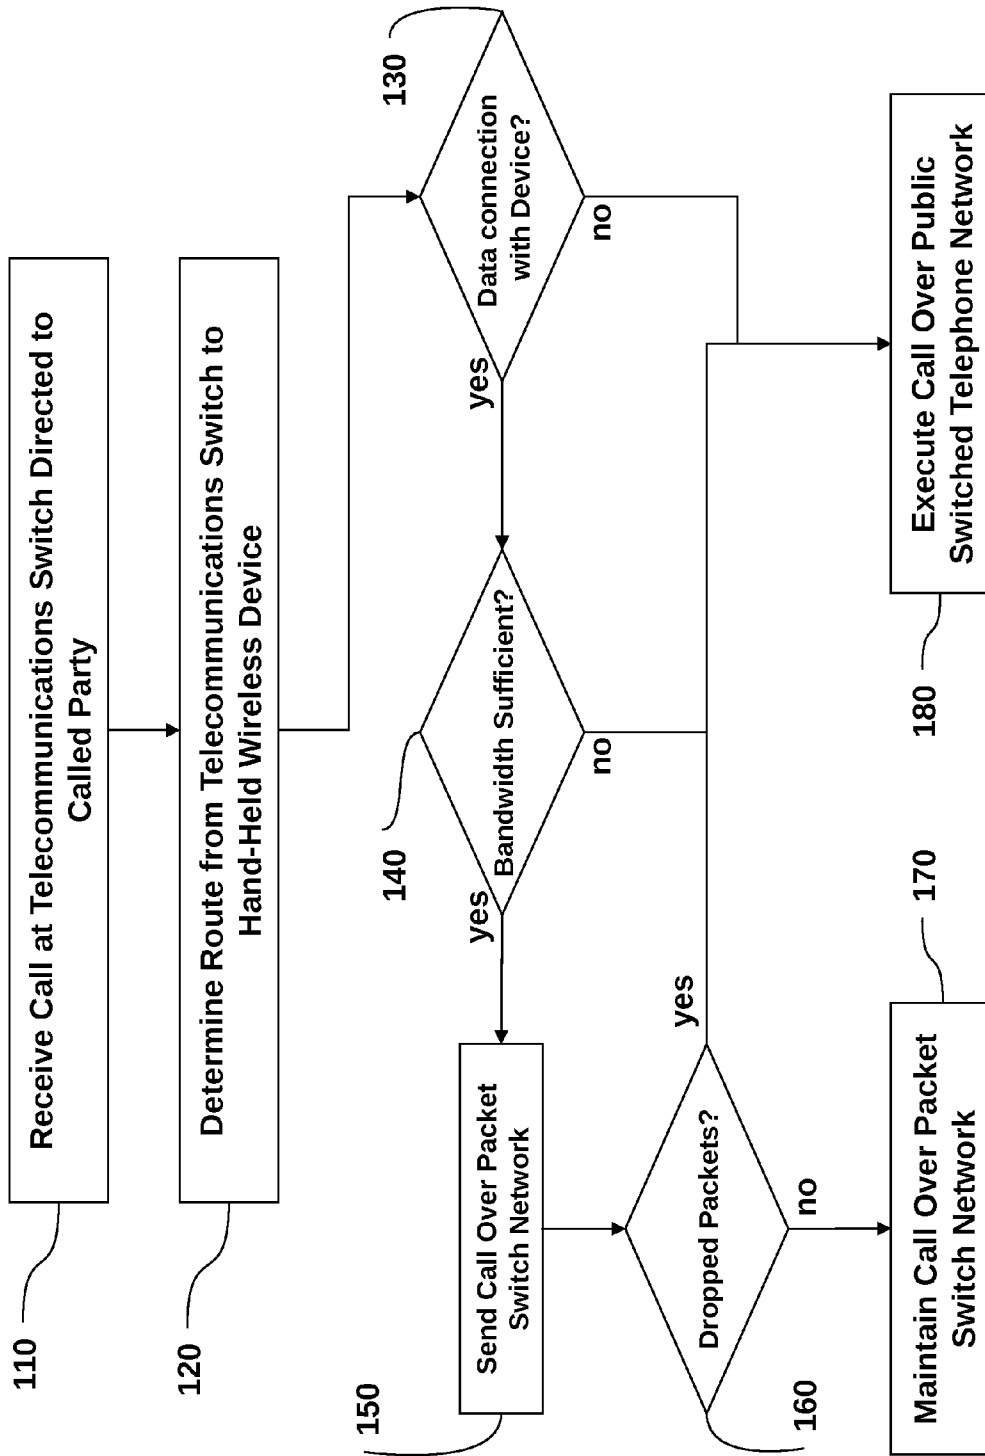 110
Receive Call at Telecommunications Switch Directed to
Called Party
120
Determine Route from Telecommunications Switch to
Hand-Held Wireless Device
130
Data connection
with Device?
yes
no
140
Bandwidth Sufficient?
yes
no
150
Send Call Over Packet
Switch Network
160
Dropped Packets?
yes
no
170
Maintain Call Over Packet
Switch Network
180
Execute Call Over Public
Switched Telephone Network